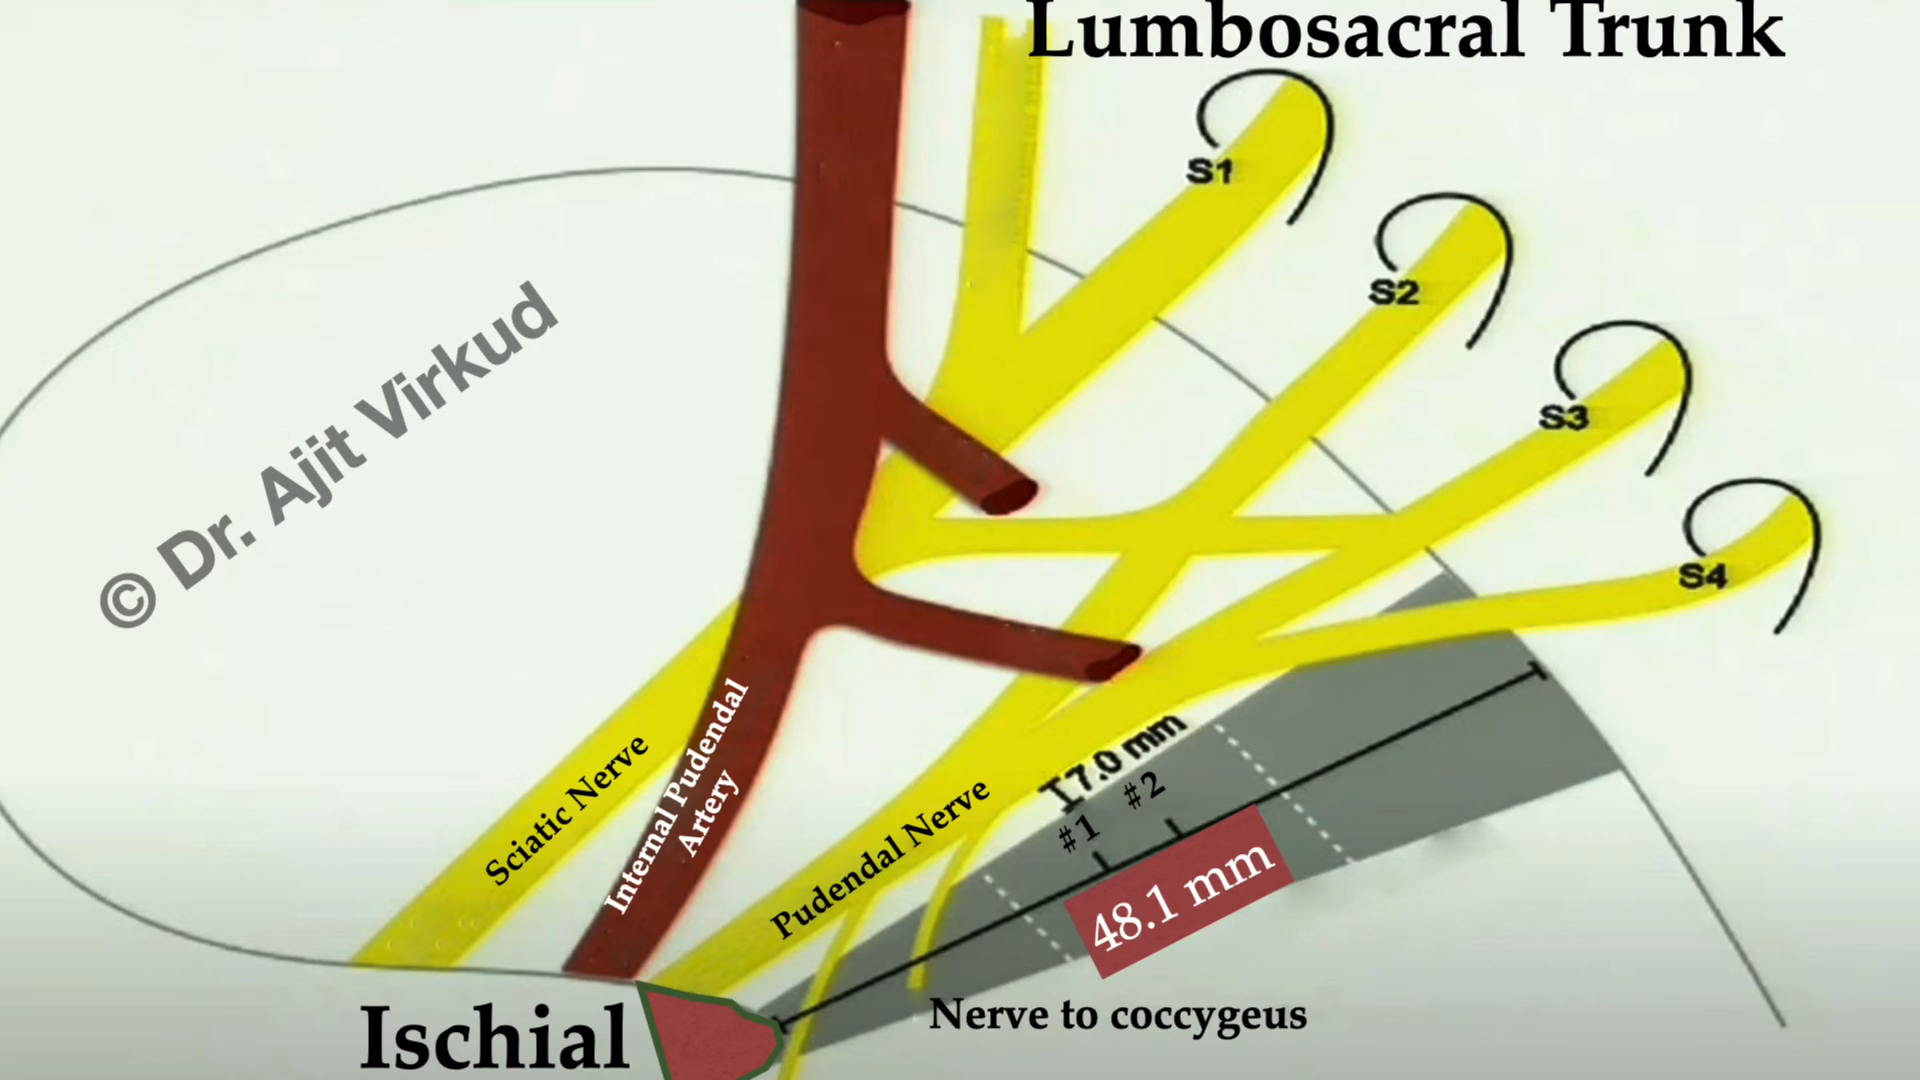 Lumbosacral Trunk
S1
S2
S3
S4
© Dr. Ajit Virkud
Sciatic Nerve
Internal Pudendal
Artery
Pudendal Nerve
7.0 mm
#1
#2
48.1 mm
Nerve to coccygeus
Ischial